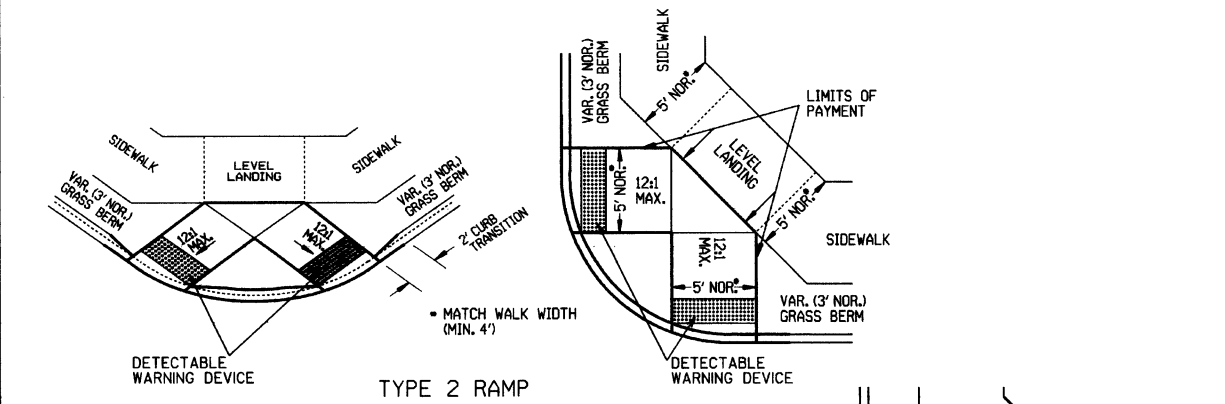 SIDEWALK
LEVEL
LANDING
SIDEWALK
VAR. (3' NOR.)
GRASS BERM
VAR. (3' NOR.)
GRASS BERM
12:1
MAX.
12:1
MAX.
2' CURB
TRANSITION
* MATCH WALK WIDTH
(MIN. 4')
DETECTABLE
WARNING DEVICE
TYPE 2 RAMP
VAR. (3' NOR.)
GRASS BERM
SIDEWALK
5' NOR.*
LIMITS OF
PAYMENT
LEVEL
LANDING
5' NOR.*
12:1
MAX.
5' NOR.*
SIDEWALK
12:1
MAX.
5' NOR.*
VAR. (3' NOR.)
GRASS BERM
DETECTABLE
WARNING DEVICE